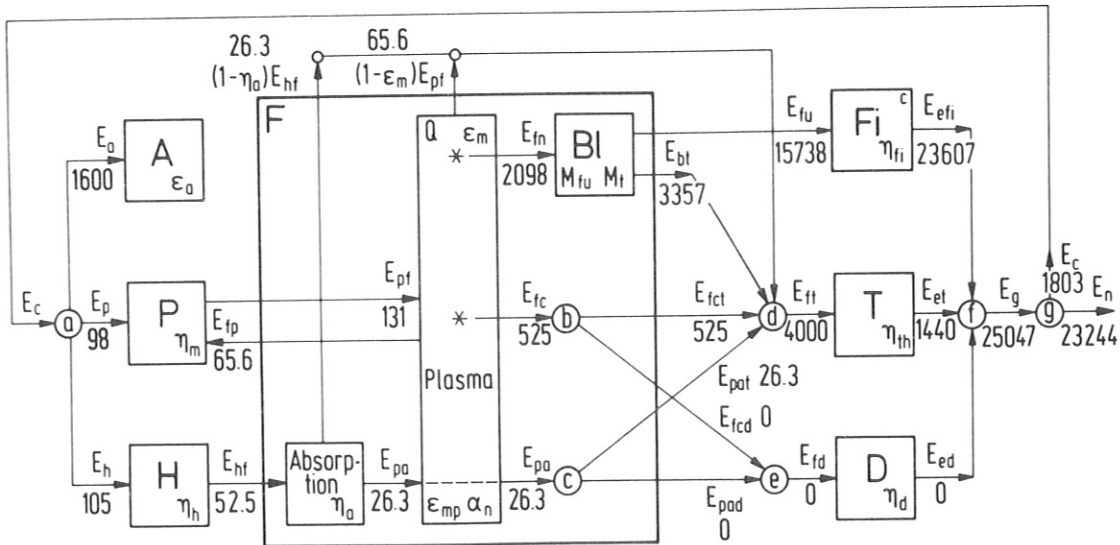 26.3
65.6
(1-ηa)Ehf
(1-εm)Epf
F
Ea
1600
A
εa
Q
εm
*
Efn
2098
Bl
Mfu Mt
Efu
15738
Fi
c
ηfi
Eefi
23607
Ebt
3357
Ec
a
Ep
98
P
ηm
Epf
131
Efp
65.6
Plasma
*
Efc
525
b
Efct
525
d
Eft
4000
T
ηth
Eet
1440
f
Eg
25047
g
Ec
1803
En
23244
Epat 26.3
Efcd 0
Eh
105
H
ηh
Ehf
52.5
Absorp-
tion
ηa
Epa
26.3
εmp αn
Epa
26.3
c
Epad
0
e
Efd
0
D
ηd
Eed
0